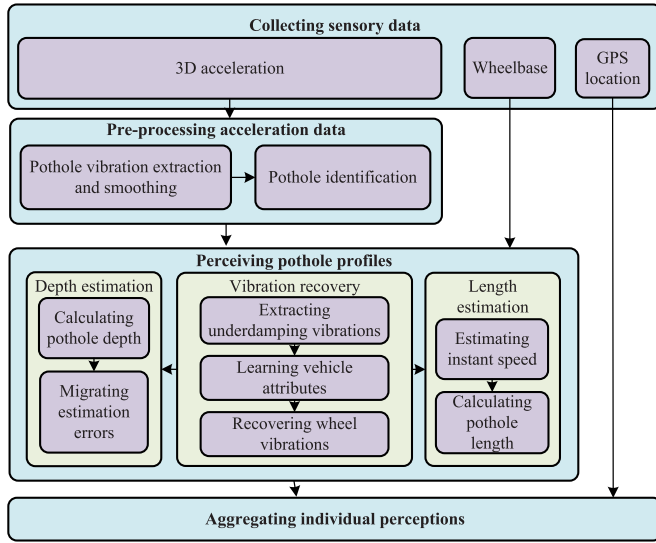 Collecting sensory data
3D acceleration
Wheelbase
GPS
location
Pre-processing acceleration data
Pothole vibration extraction
and smoothing
Pothole identification
Perceiving pothole profiles
Depth estimation
Calculating
pothole depth
Migrating
estimation
errors
Vibration recovery
Extracting
underdamping vibrations
Learning vehicle
attributes
Recovering wheel
vibrations
Length
estimation
Estimating
instant speed
Calculating
pothole
length
Aggregating individual perceptions